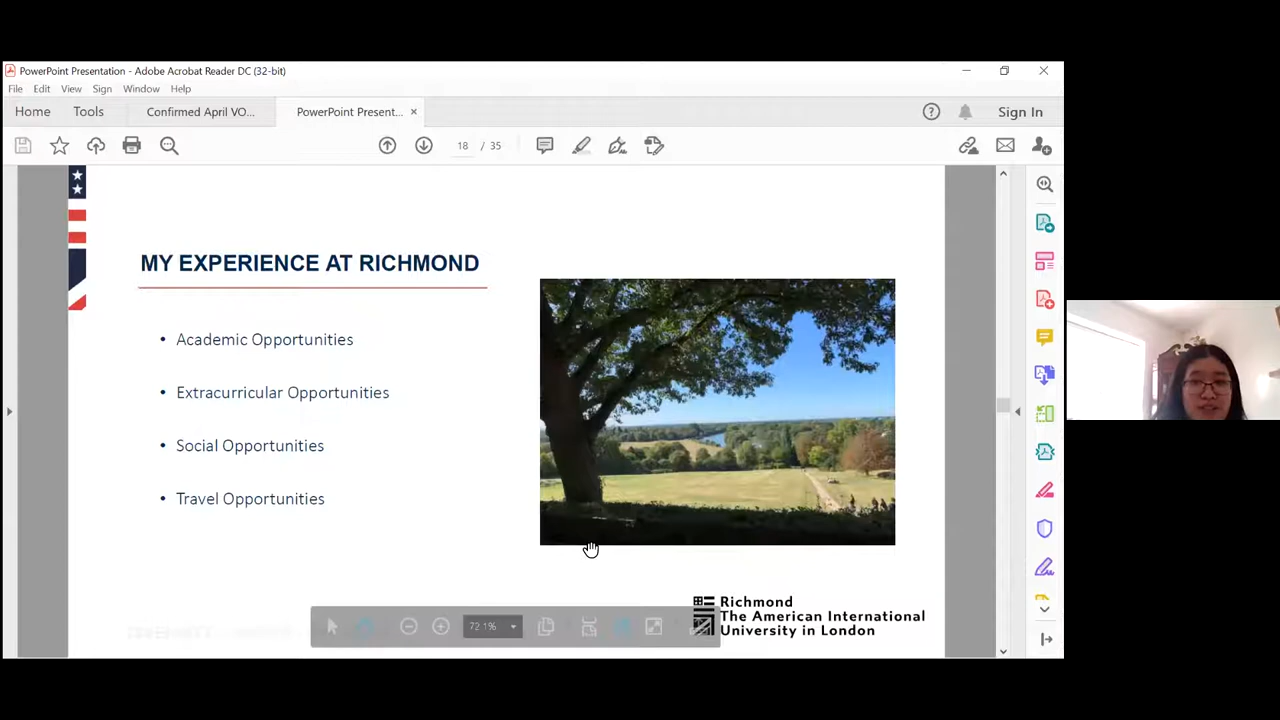 PowerPoint Presentation - Adobe Acrobat Reader DC (32-bit)
File Edit View Sign Window Help
Home Tools Confirmed April VO... PowerPoint Present... Sign In
18 / 35
MY EXPERIENCE AT RICHMOND
• Academic Opportunities
• Extracurricular Opportunities
• Social Opportunities
• Travel Opportunities
72.1%
Richmond
The American International
University in London